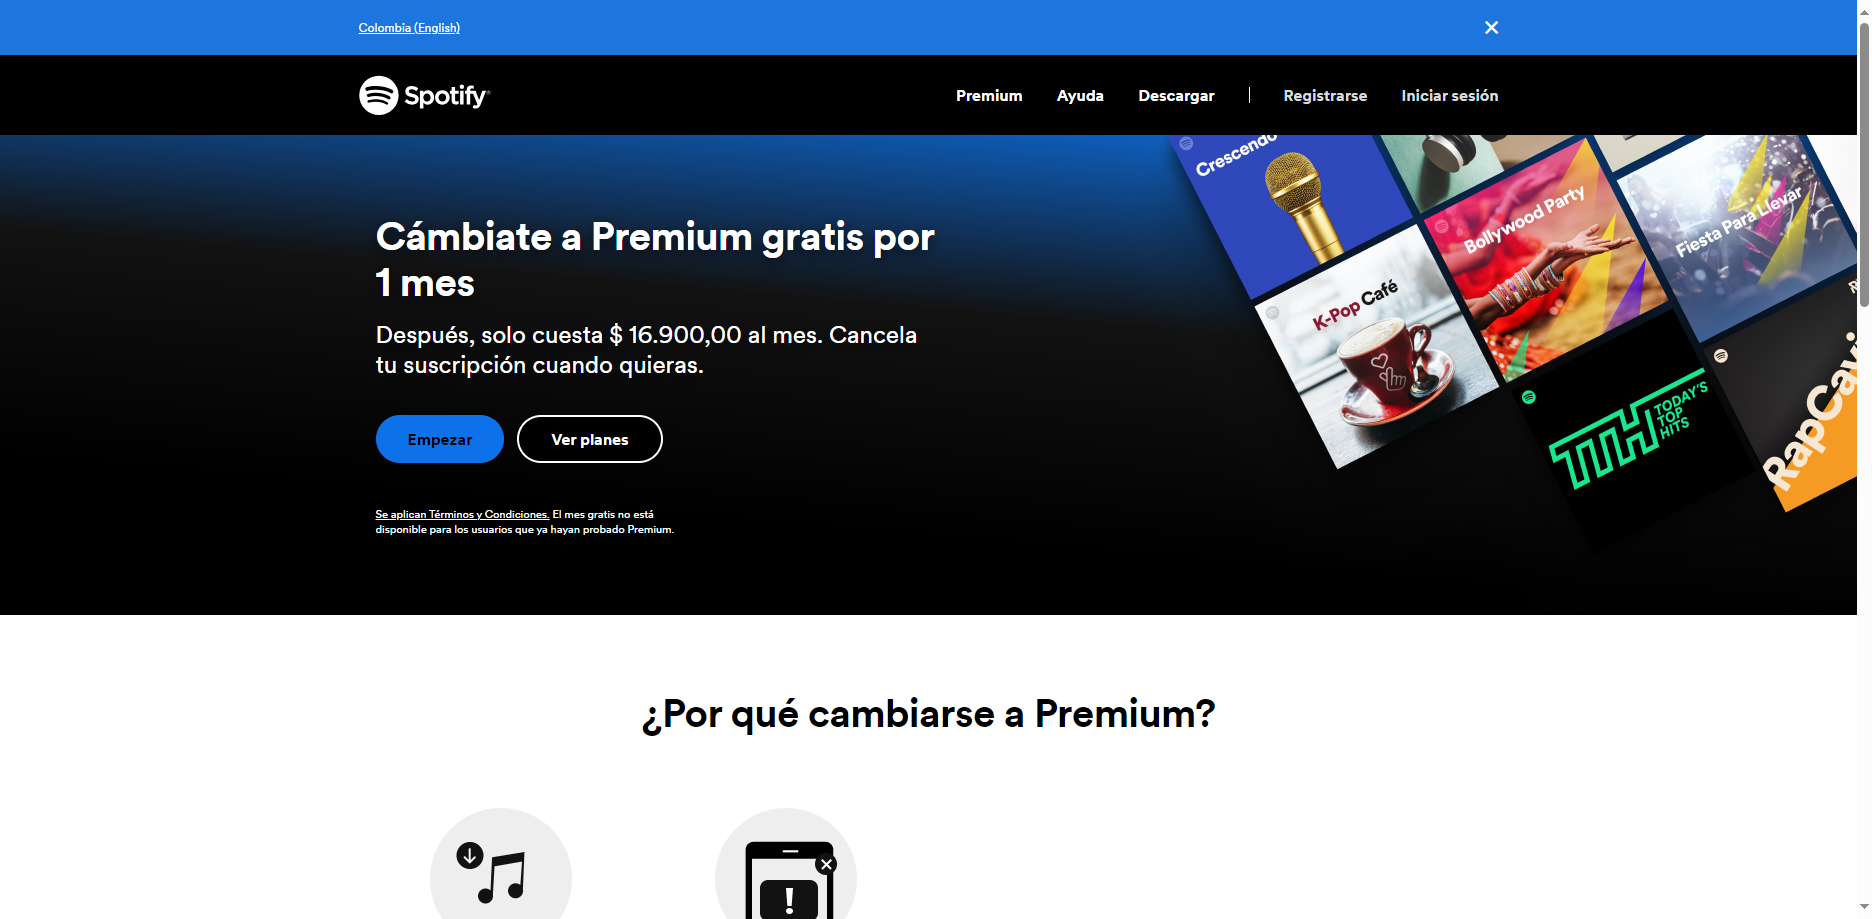 Colombia (English)
Spotify
Premium
Ayuda
Descargar
Registrarse
Iniciar sesión
Cámbiate a Premium gratis por
1 mes
Después, solo cuesta $ 16.900,00 al mes. Cancela
tu suscripción cuando quieras.
Empezar
Ver planes
Se aplican Términos y Condiciones. El mes gratis no está
disponible para los usuarios que ya hayan probado Premium.
Crescendo
Bollywood Party
Fiesta Para Llevar
K-Pop Café
TTH
TODAY'S
TOP
HITS
RapCavi
¿Por qué cambiarse a Premium?